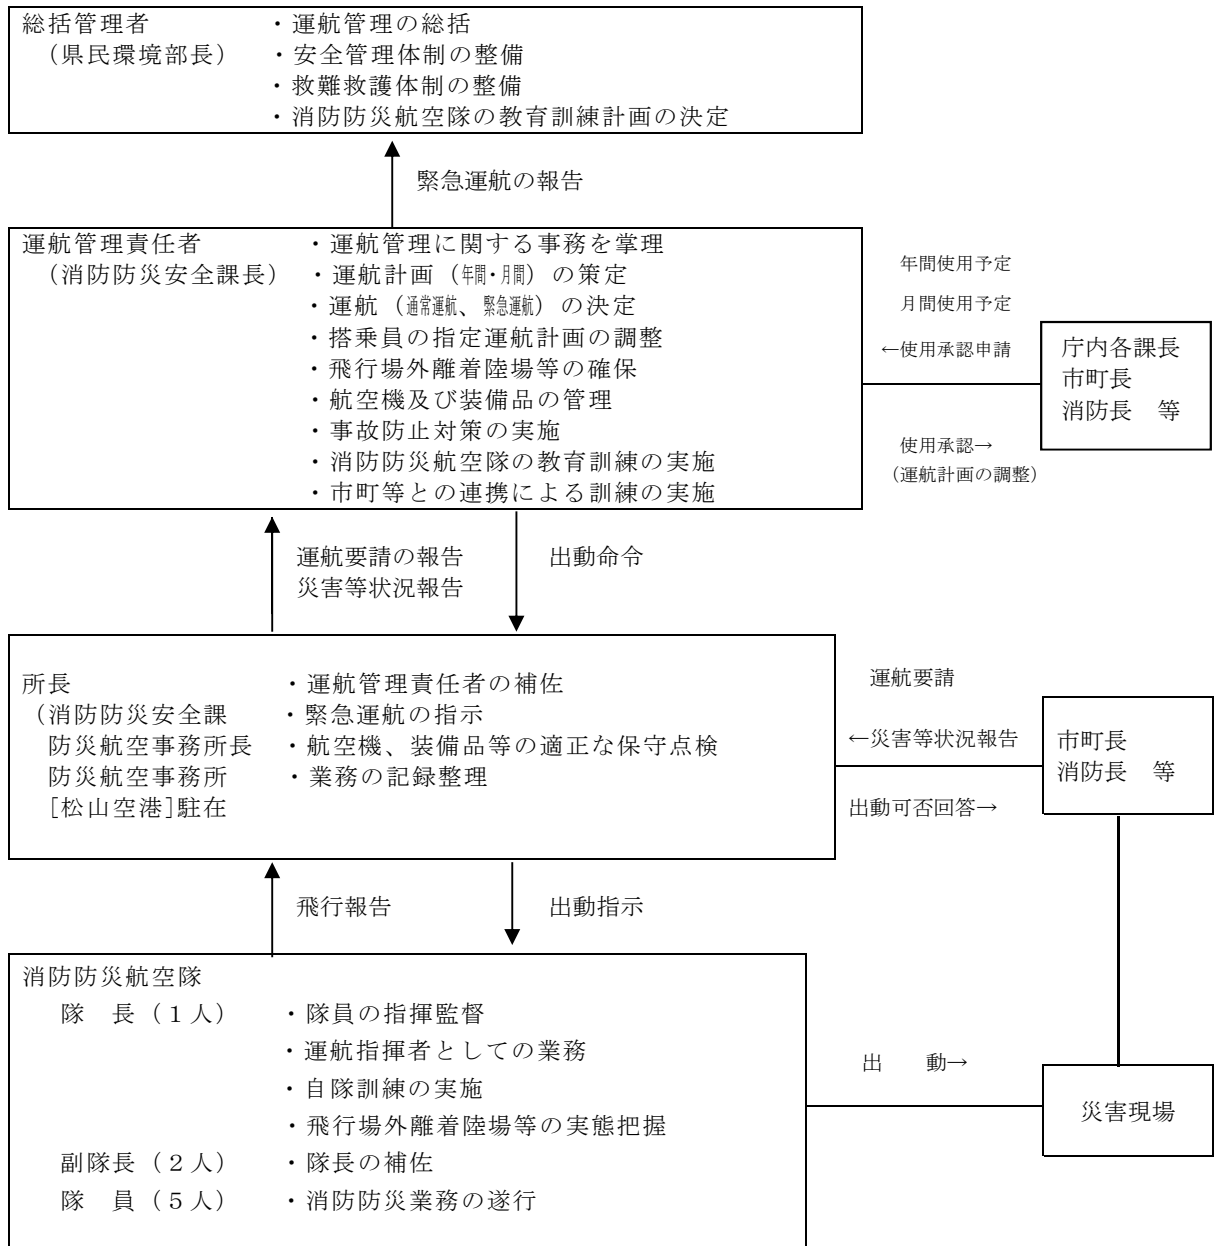 総括管理者　・運航管理の総括
（県民環境部長）　・安全管理体制の整備
・救難救護体制の整備
・消防防災航空隊の教育訓練計画の決定
緊急運航の報告
運航管理責任者　・運航管理に関する事務を掌理
（消防防災安全課長）　・運航計画（年間・月間）の策定
・運航（通常運航、緊急運航）の決定
・搭乗員の指定運航計画の調整
・飛行場外離着陸場等の確保
・航空機及び装備品の管理
・事故防止対策の実施
・消防防災航空隊の教育訓練の実施
・市町等との連携による訓練の実施
年間使用予定
月間使用予定
←使用承認申請
使用承認→
（運航計画の調整）
庁内各課長
市町長
消防長　等
運航要請の報告
災害等状況報告
出動命令
所長　・運航管理責任者の補佐
（消防防災安全課　・緊急運航の指示
防災航空事務所長　・航空機、装備品等の適正な保守点検
防災航空事務所　・業務の記録整理
［松山空港］駐在
運航要請
←災害等状況報告
出動可否回答→
市町長
消防長　等
飛行報告
出動指示
消防防災航空隊
隊　長（１人）　・隊員の指揮監督
・運航指揮者としての業務
・自隊訓練の実施
・飛行場外離着陸場等の実態把握
副隊長（２人）　・隊長の補佐
隊　員（５人）　・消防防災業務の遂行
出　　動→
災害現場